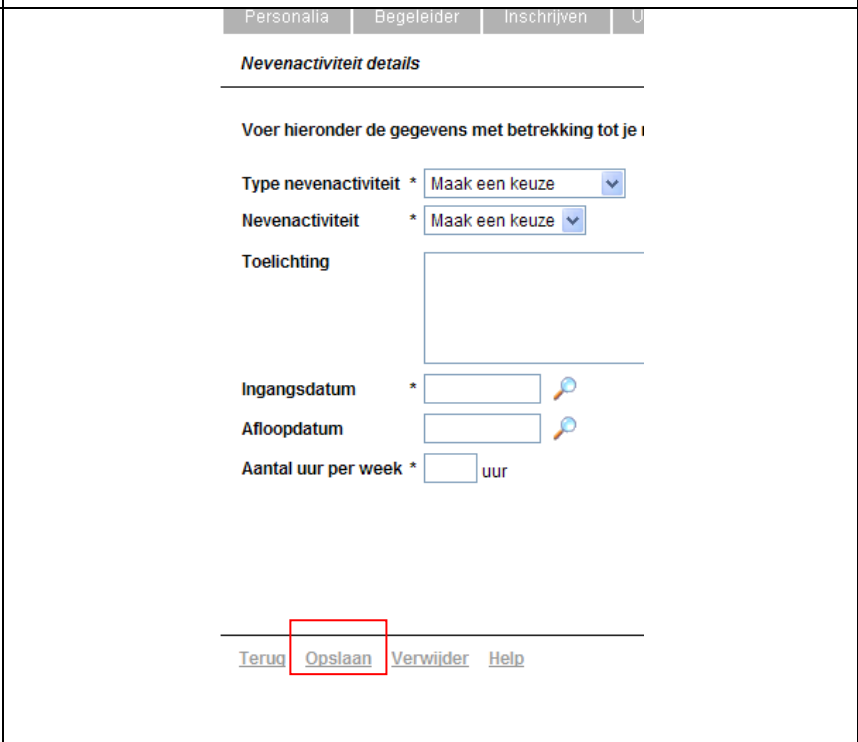 Personalia Begeleider Inschrijven U
Nevenactiviteit details
Voer hieronder de gegevens met betrekking tot je
Type nevenactiviteit * Maak een keuze
Nevenactiviteit * Maak een keuze
Toelichting
Ingangsdatum *
Afloopdatum
Aantal uur per week * uur
Terug Opslaan Verwijder Help